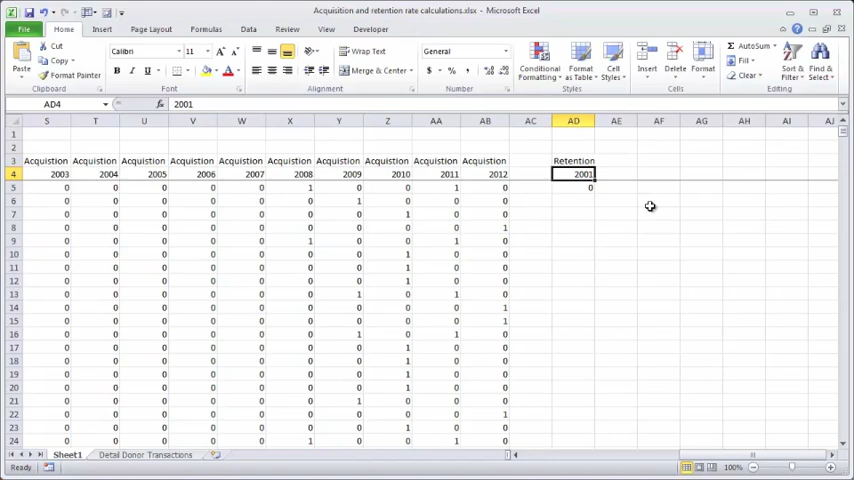 Acquisition and retention rate calculations.xlsx - Microsoft Excel
File Home Insert Page Layout Formulas Data Review View Developer
Paste Cut Copy Format Painter Clipboard
Calibri 11 B I U Font
Wrap Text Merge & Center Alignment
General $ % , Number
Conditional Formatting Format as Table Cell Styles Styles
Insert Delete Format Cells
AutoSum Fill Clear Sort & Filter Find & Select Editing
AD4 fx 2001
S T U V W X Y Z AA AB AC AD AE AF AG AH AI AJ
1
2
3 Acquistion Acquistion Acquistion Acquistion Acquistion Acquistion Acquistion Acquistion Acquistion Acquistion Retention
4 2003 2004 2005 2006 2007 2008 2009 2010 2011 2012 2001
5 0 0 0 0 0 1 0 0 1 0 0
6 0 0 0 0 0 0 1 0 0 0
7 0 0 0 0 0 0 0 1 0 0
8 0 0 0 0 0 0 0 0 0 1
9 0 0 0 0 0 1 0 0 1 0
10 0 0 0 0 0 0 0 1 0 0
11 0 0 0 0 0 0 0 1 0 0
12 0 0 0 0 0 0 0 1 0 0
13 0 0 0 0 0 0 1 0 1 0
14 0 0 0 0 0 0 0 0 0 1
15 0 0 0 0 0 0 0 0 0 1
16 0 0 0 0 0 0 1 0 1 0
17 0 0 0 0 0 0 0 1 0 0
18 0 0 0 0 0 0 0 1 0 0
19 0 0 0 0 0 0 0 1 0 0
20 0 0 0 0 0 0 0 1 0 0
21 0 0 0 0 0 0 1 0 0 0
22 0 0 0 0 0 0 0 0 0 1
23 0 0 0 0 0 0 0 1 0 0
24 0 0 0 0 0 1 0 0 1 0
Sheet1 Detail Donor Transactions
Ready 100%